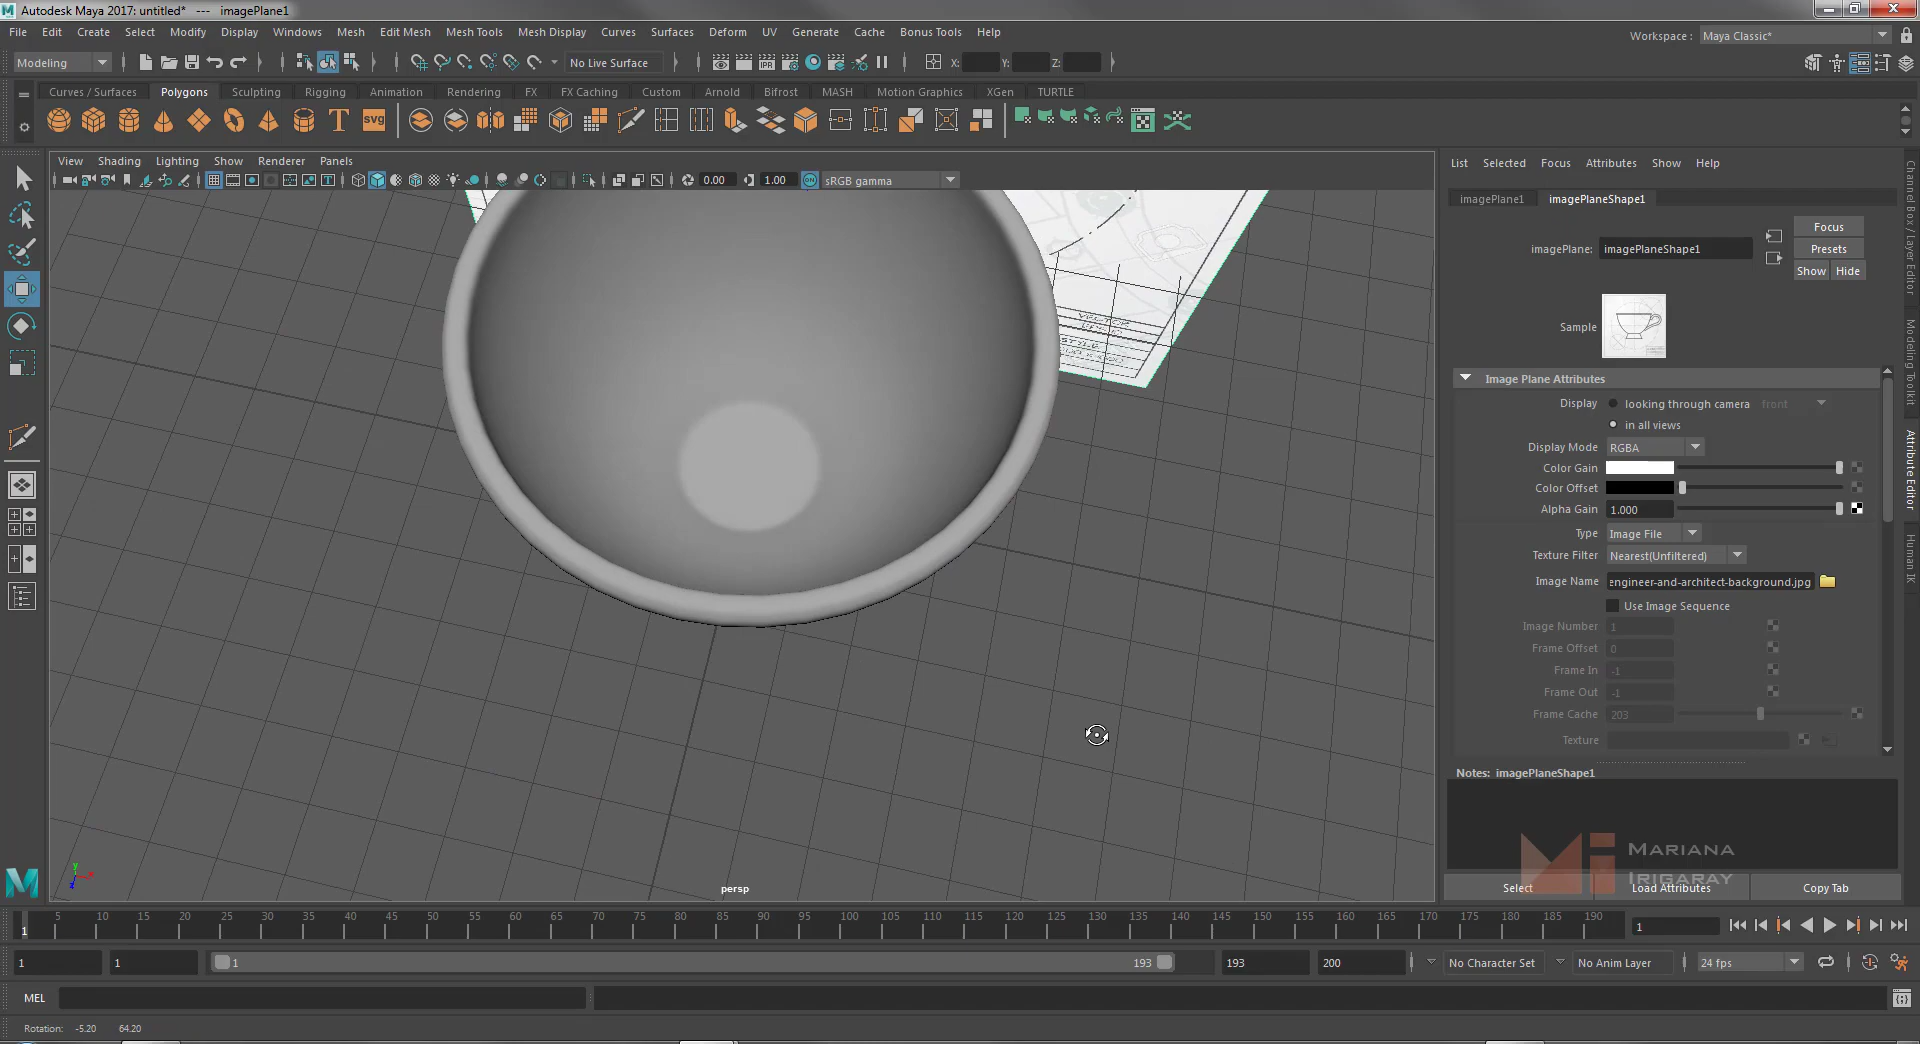 Autodesk Maya 2017: untitled* --- imagePlane1
File Edit Create Select Modify Display Windows Mesh Edit Mesh Mesh Tools Mesh Display Curves Surfaces Deform UV Generate Cache Bonus Tools Help
Workspace : Maya Classic*
Modeling No Live Surface X: Y: Z:
Curves / Surfaces Polygons Sculpting Rigging Animation Rendering FX FX Caching Custom Arnold Bifrost MASH Motion Graphics XGen TURTLE
T svg
View Shading Lighting Show Renderer Panels
0.00 1.00 ON sRGB gamma
List Selected Focus Attributes Show Help
imagePlane1 imagePlaneShape1
Focus
imagePlane: imagePlaneShape1 Presets
Show Hide
Sample
Image Plane Attributes
Display looking through camera front
in all views
Display Mode RGBA
Color Gain
Color Offset
Alpha Gain 1.000
Type Image File
Texture Filter Nearest(Unfiltered)
Image Name engineer-and-architect-background.jpg
Use Image Sequence
Image Number 1
Frame Offset 0
Frame In -1
Frame Out -1
Frame Cache 203
Texture
Notes: imagePlaneShape1
MARIANA
IRIGARAY
Select Load Attributes Copy Tab
Channel Box / Layer Editor
Modeling Toolkit
Attribute Editor
Human IK
VECTOR
STYLE
y x z
persp
5 10 15 20 25 30 35 40 45 50 55 60 65 70 75 80 85 90 95 100 105 110 115 120 125 130 135 140 145 150 155 160 165 170 175 180 185 190
1 1
1 1 1 193 193 200 No Character Set No Anim Layer 24 fps
MEL
Rotation: -5.20 64.20